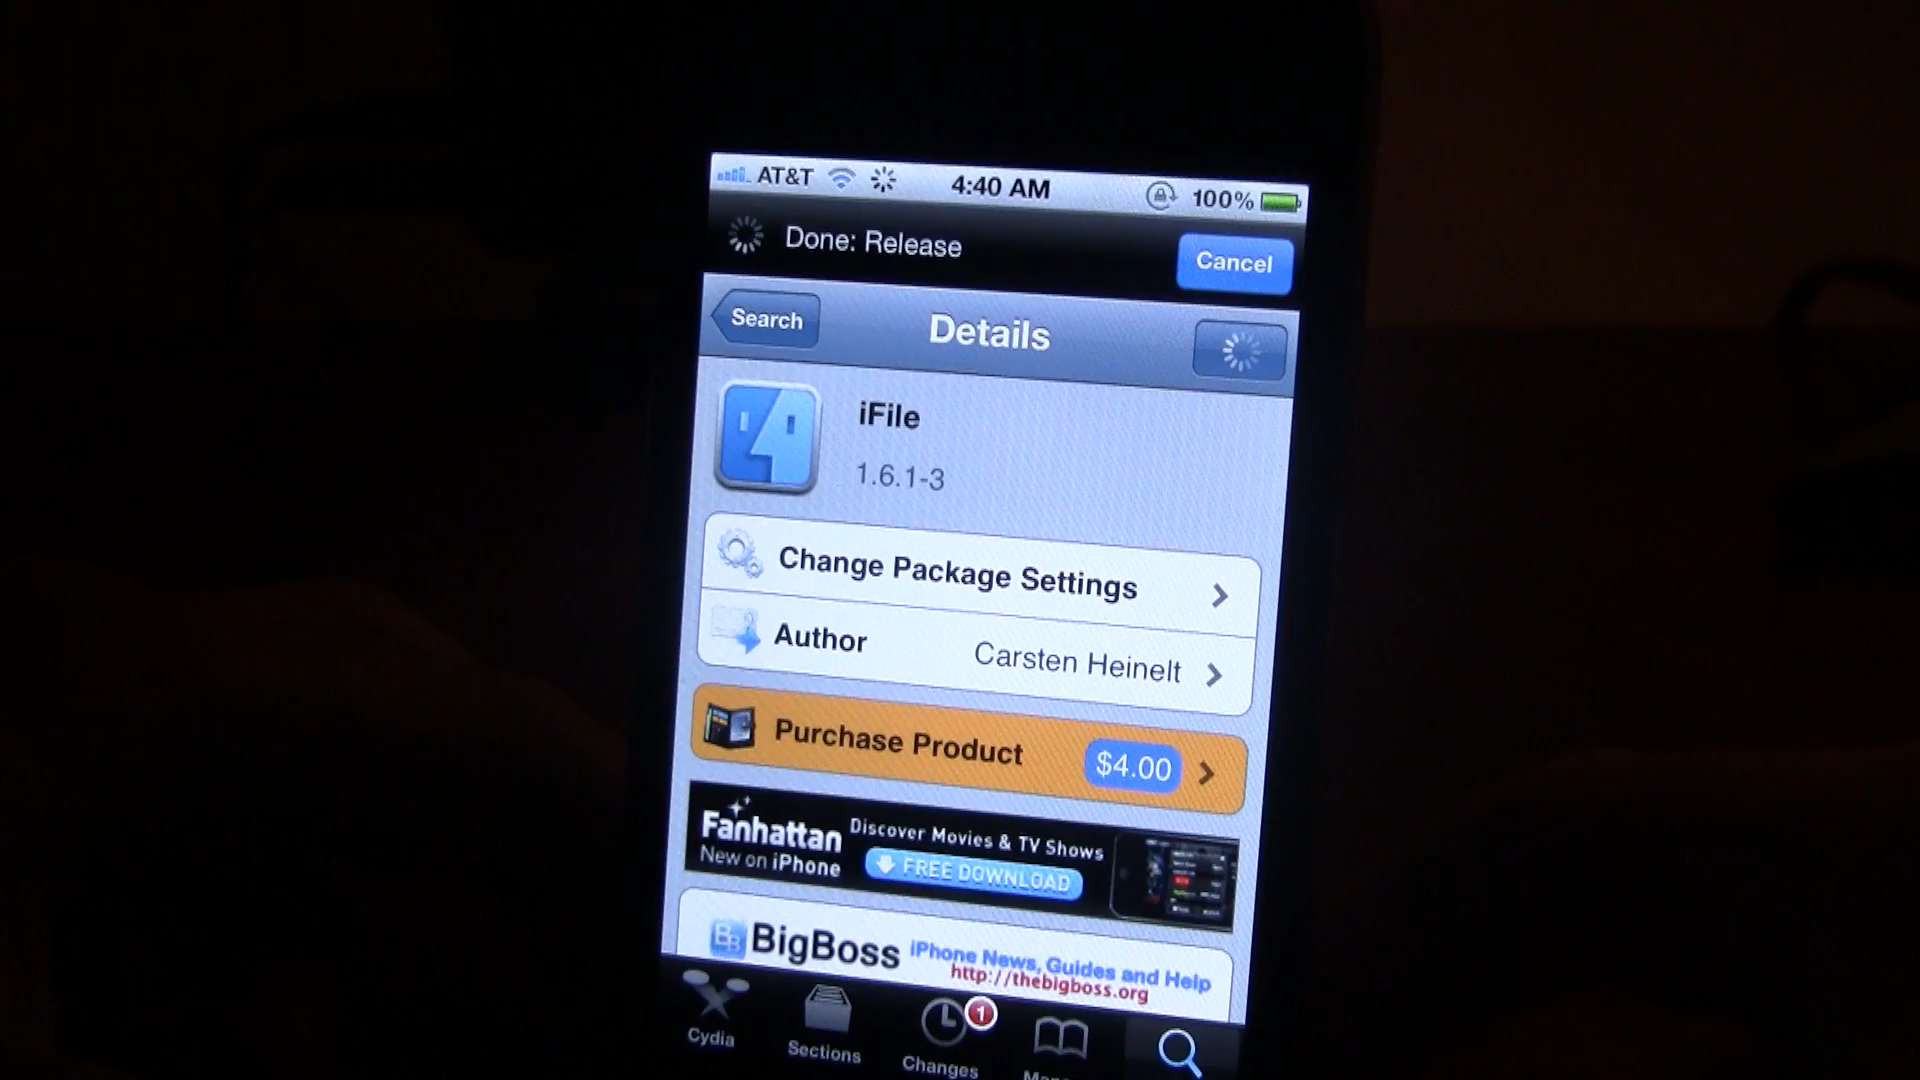 AT&T 4:40 AM 100%
Done: Release Cancel
Search Details
iFile
1.6.1-3
Change Package Settings
Author Carsten Heinelt
Purchase Product $4.00
Fanhattan Discover Movies & TV Shows
New on iPhone FREE DOWNLOAD
BB BigBoss iPhone News, Guides and Help
http://thebigboss.org
1
Cydia Sections Changes